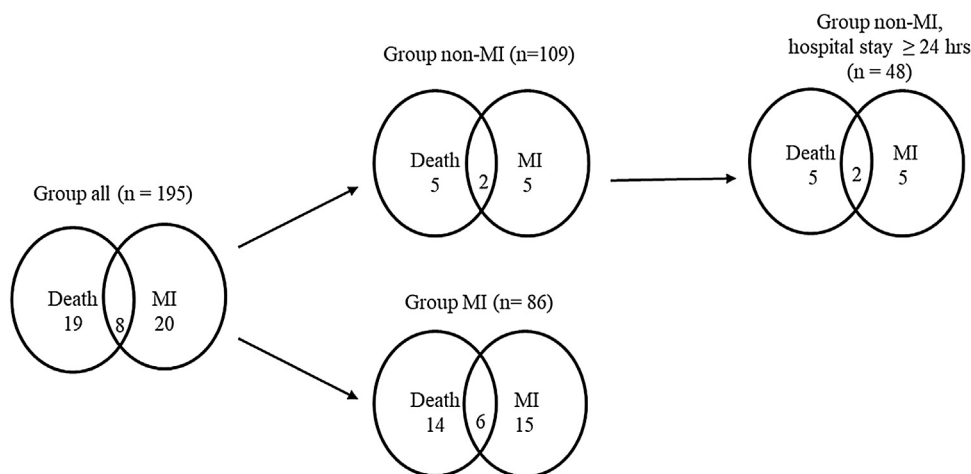 Group all (n = 195)
Death MI
19 8 20
Group non-MI (n=109)
Death MI
5 2 5
Group MI (n= 86)
Death MI
14 6 15
Group non-MI,
hospital stay ≥ 24 hrs
(n = 48)
Death MI
5 2 5